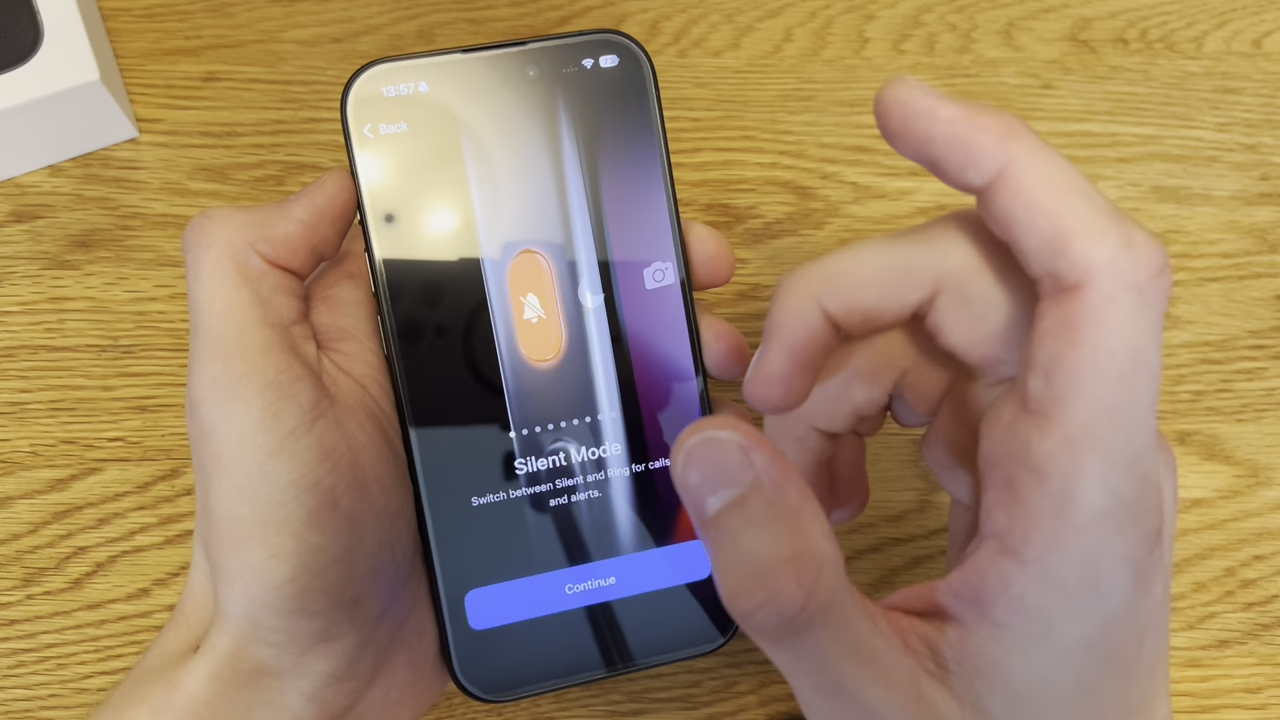 13:57
Back
Silent Mode
Switch between Silent and Ring for calls
and alerts.
Continue